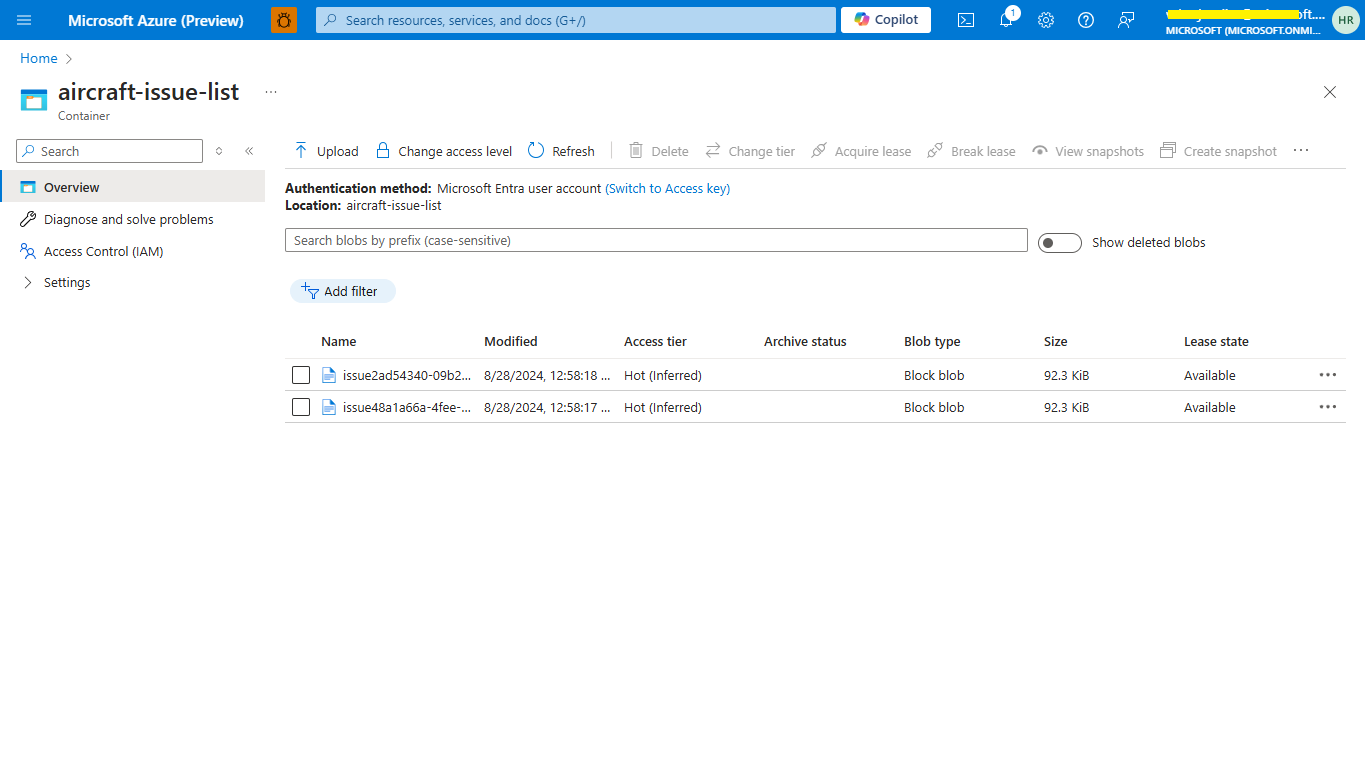 Microsoft Azure (Preview)
Search resources, services, and docs (G+/)
Copilot
1
MICROSOFT (MICROSOFT.ONMI...
HR
Home
aircraft-issue-list
...
Container
Search
Overview
Diagnose and solve problems
Access Control (IAM)
Settings
Upload
Change access level
Refresh
Delete
Change tier
Acquire lease
Break lease
View snapshots
Create snapshot
Authentication method: Microsoft Entra user account (Switch to Access key)
Location: aircraft-issue-list
Search blobs by prefix (case-sensitive)
Show deleted blobs
Add filter
Name Modified Access tier Archive status Blob type Size Lease state
issue2ad54340-09b2... 8/28/2024, 12:58:18 ... Hot (Inferred) Block blob 92.3 KiB Available
issue48a1a66a-4fee-... 8/28/2024, 12:58:17 ... Hot (Inferred) Block blob 92.3 KiB Available